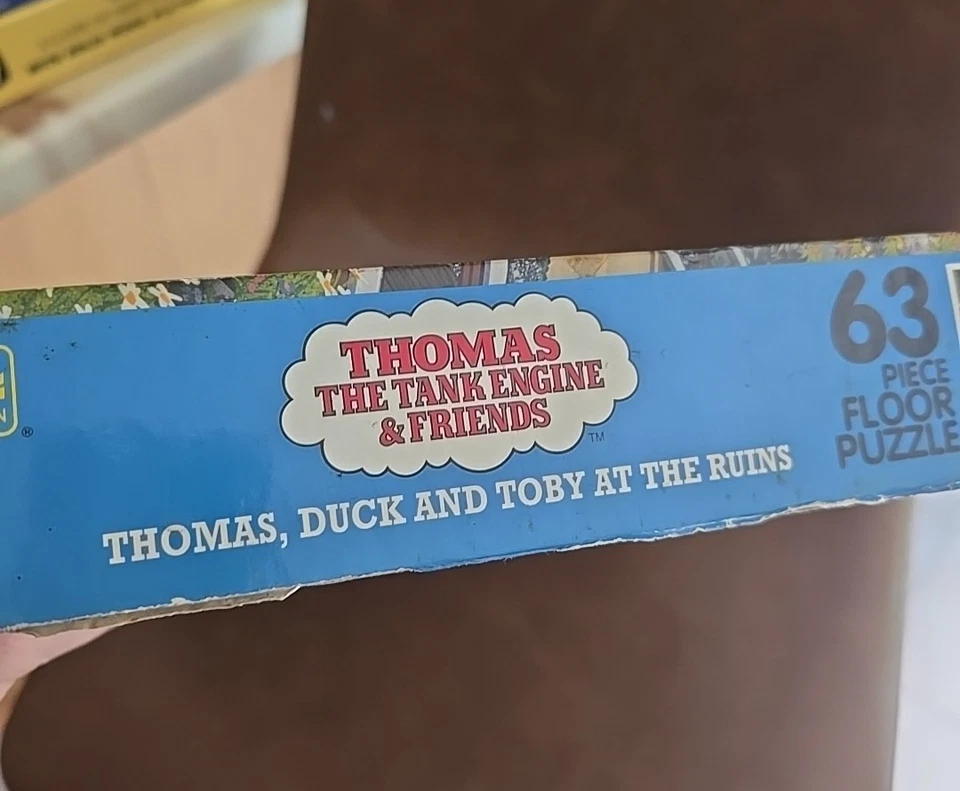 THOMAS
THE TANK ENGINE
& FRIENDS
TM
THOMAS, DUCK AND TOBY AT THE RUINS
63
PIECE
FLOOR
PUZZLE
®